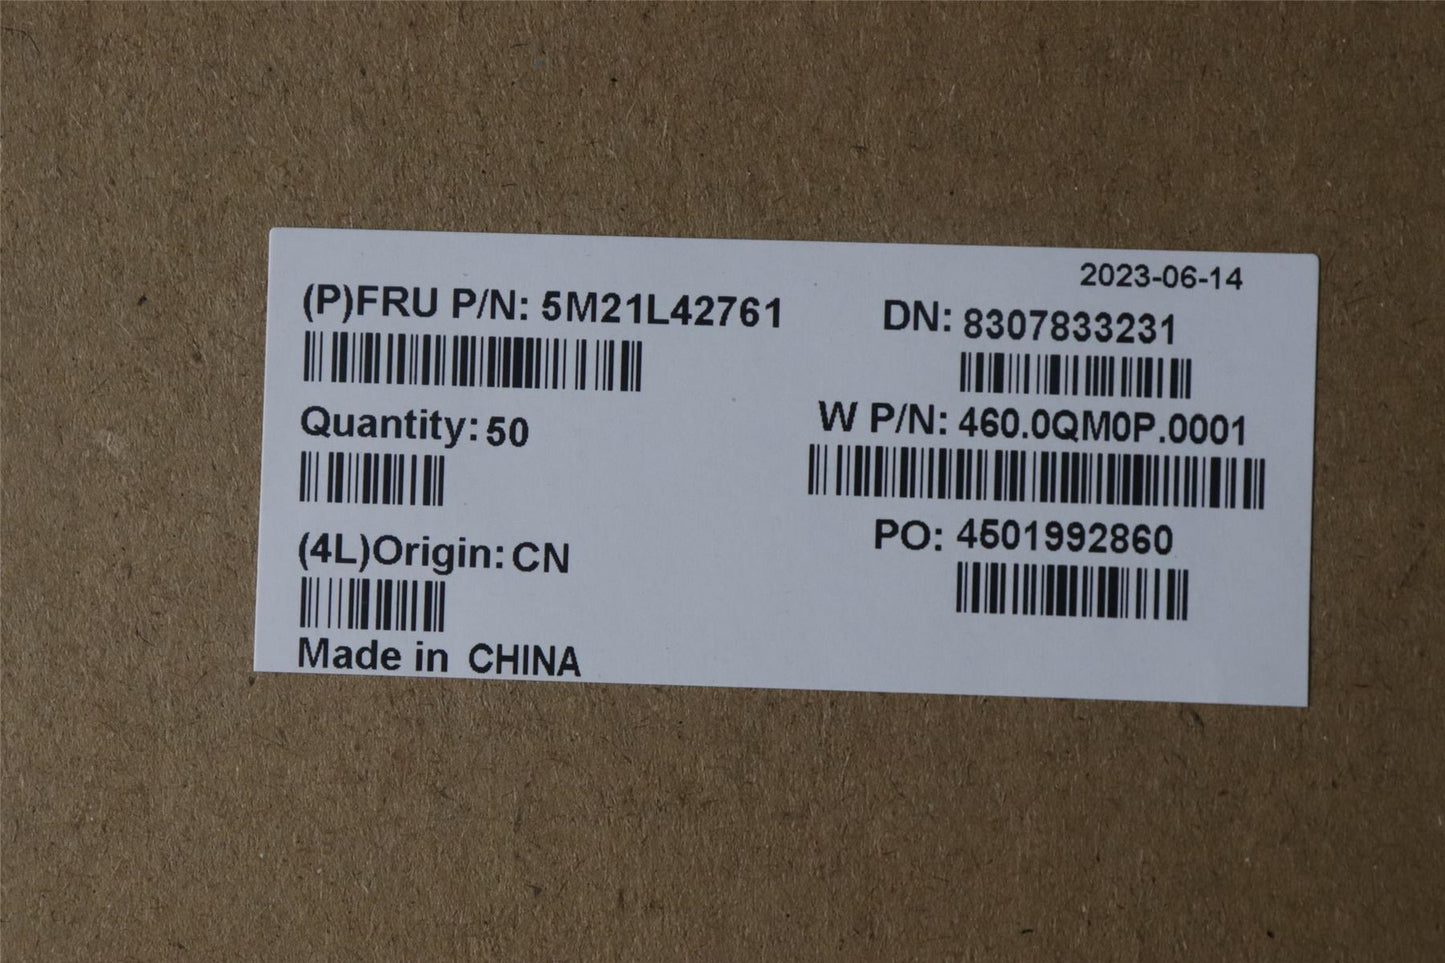 2023-06-14
(P)FRU P/N: 5M21L42761
DN: 8307833231
Quantity: 50
W P/N: 460.0QM0P.0001
(4L)Origin: CN
PO: 4501992860
Made in CHINA